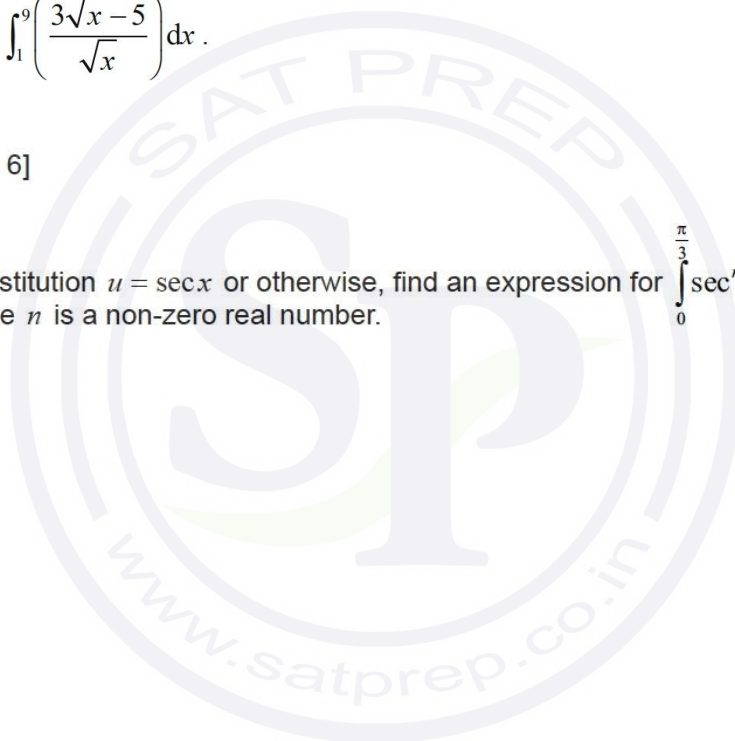 ∫₁⁹ ( (3√x − 5) / √x ) dx .
6]
stitution u = sec x or otherwise, find an expression for ∫₀^(π/3) sec
e n is a non-zero real number.
SAT PREP
SP
www.satprep.co.in